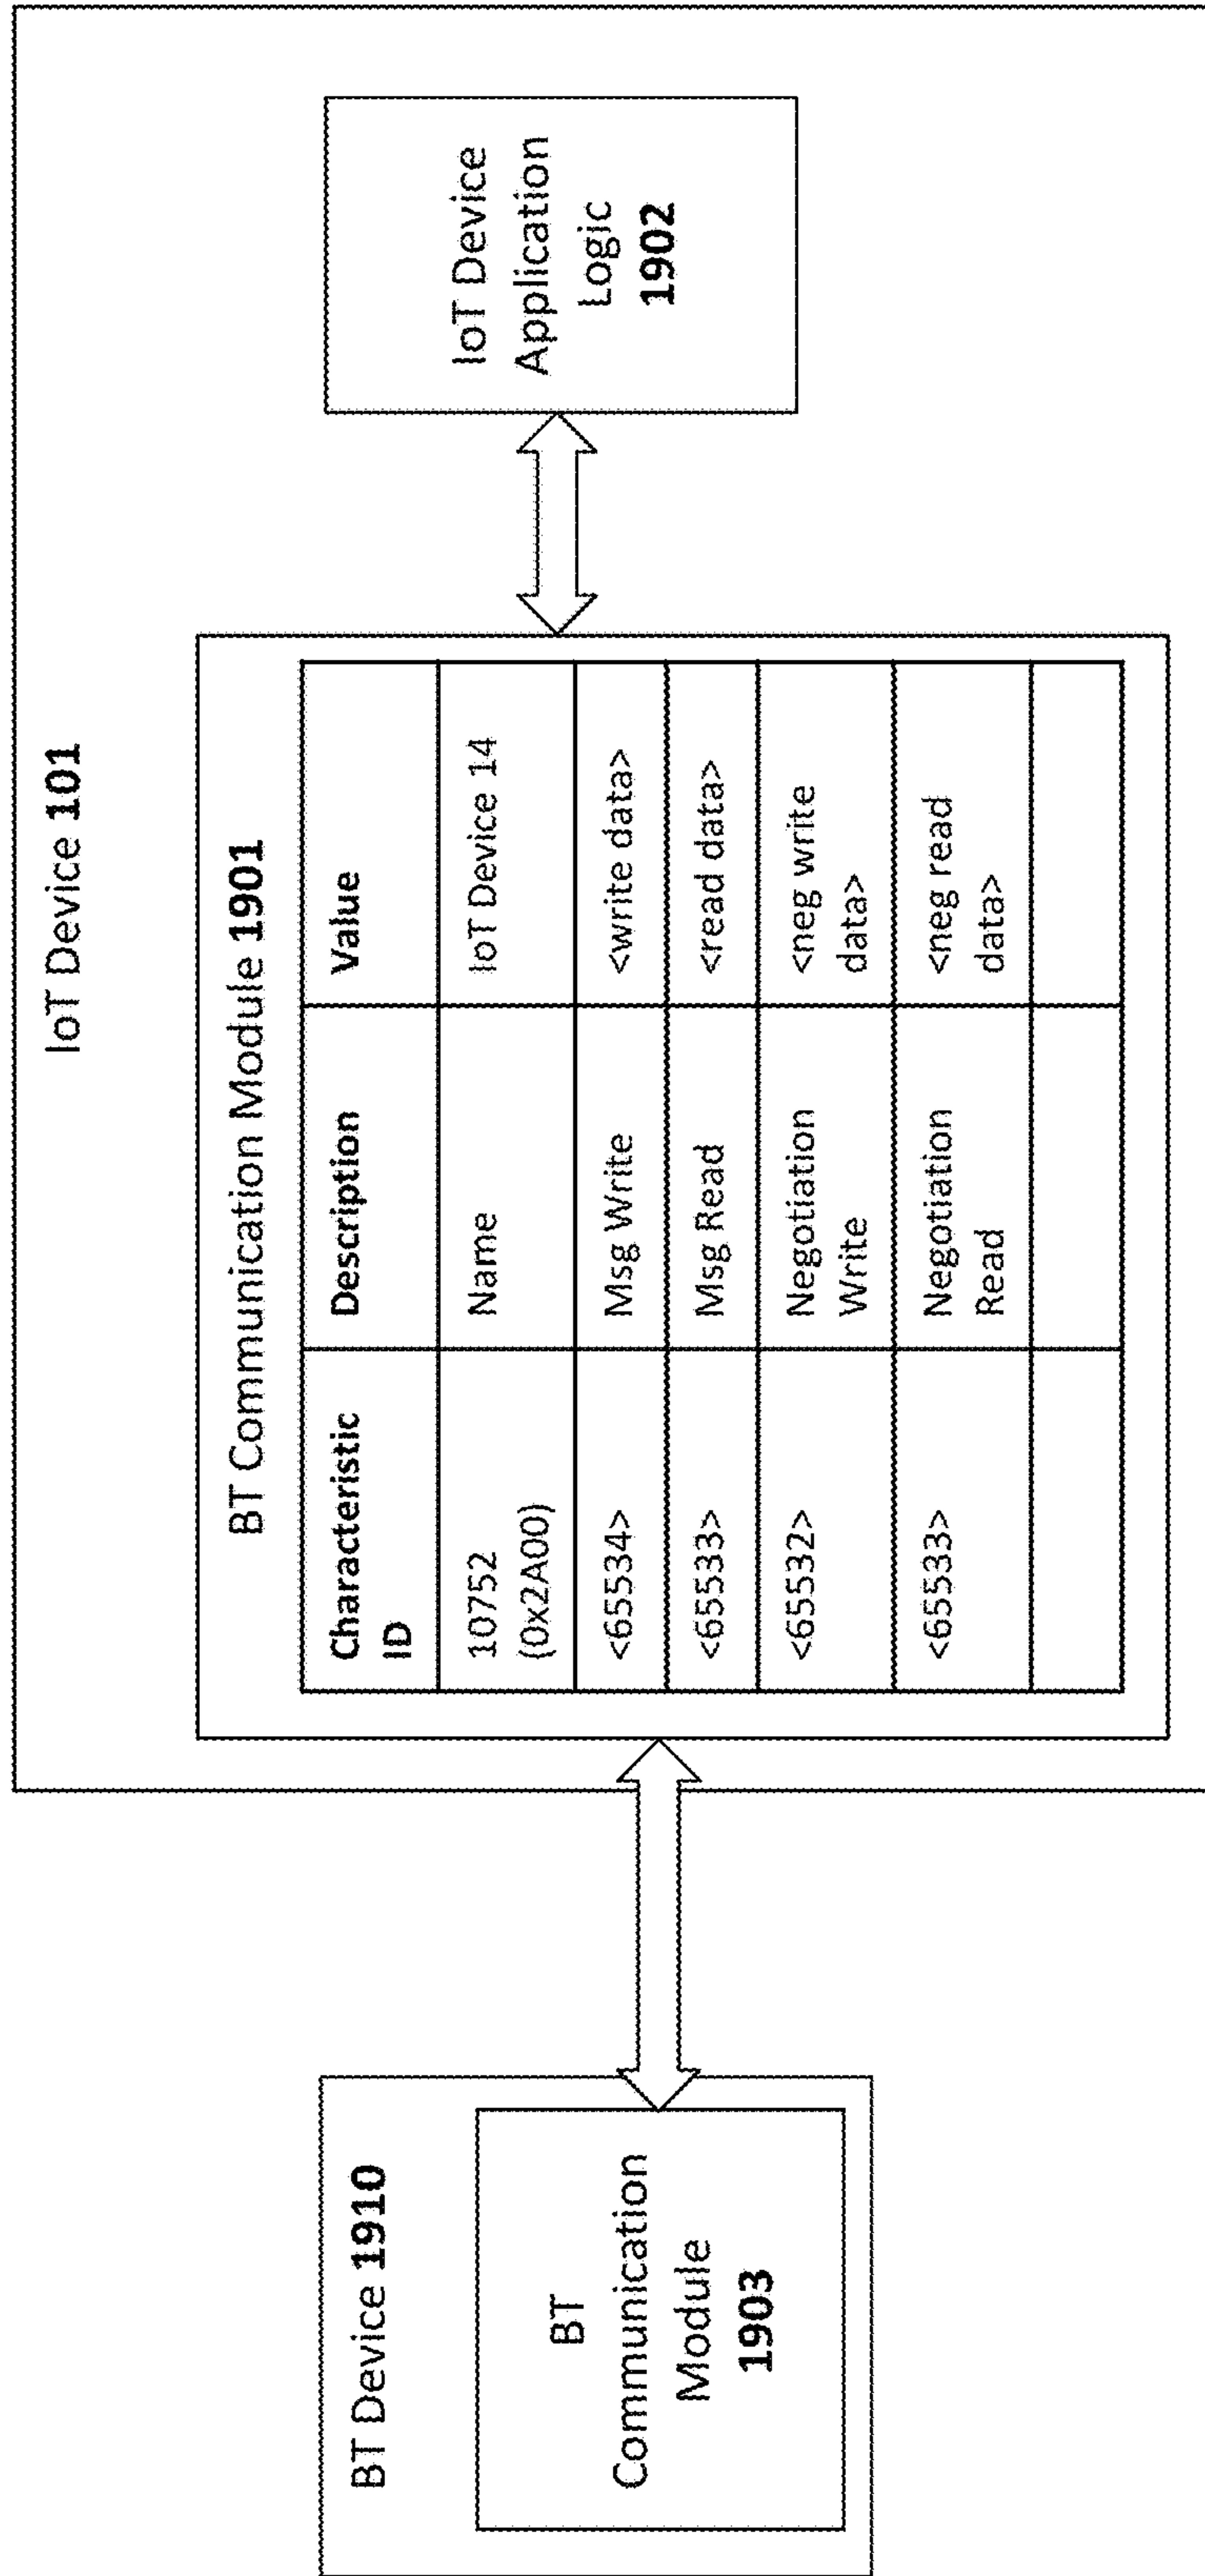 IoT Device 101
BT Communication Module 1901
Characteristic
ID
Description
Value
10752
(0x2A00)
Name
IoT Device 14
<65534>
Msg Write
<write data>
<65533>
Msg Read
<read data>
<65532>
Negotiation
Write
<neg write
data>
<65533>
Negotiation
Read
<neg read
data>
IoT Device
Application
Logic
1902
BT Device 1910
BT
Communication
Module
1903